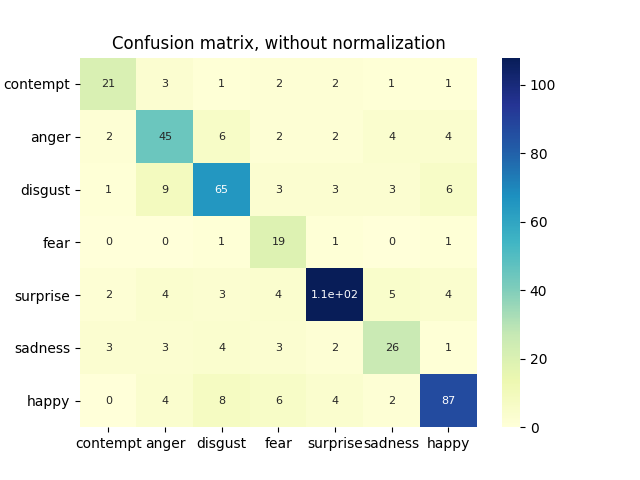 Confusion matrix, without normalization
contempt 21 3 1 2 2 1 1
anger 2 45 6 2 2 4 4
disgust 1 9 65 3 3 3 6
fear 0 0 1 19 1 0 1
surprise 2 4 3 4 1.1e+02 5 4
sadness 3 3 4 3 2 26 1
happy 0 4 8 6 4 2 87
contempt anger disgust fear surprise sadness happy
100
80
60
40
20
0